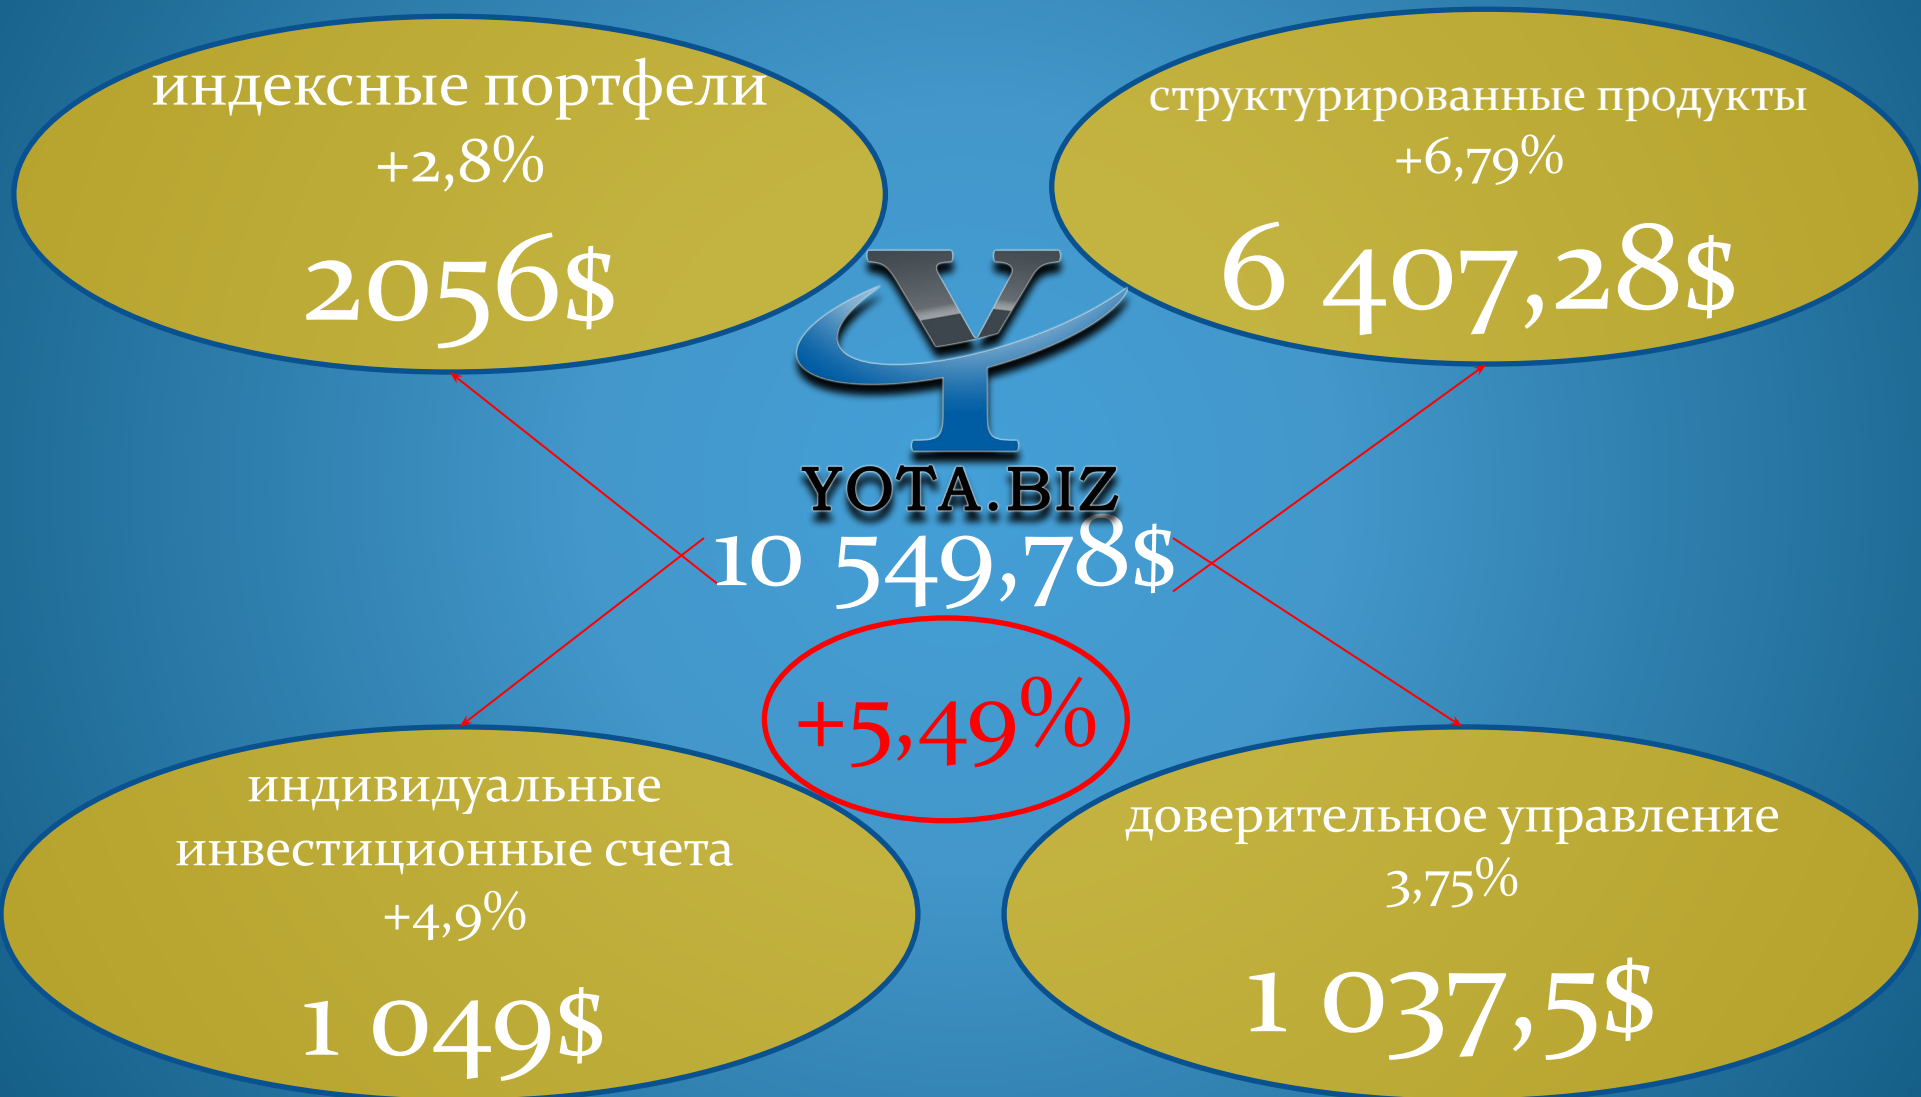 индексные портфели
+2,8%
2056$
структурированные продукты
+6,79%
6 407,28$
Y
YOTA.BIZ
10 549,78$
+5,49%
индивидуальные
инвестиционные счета
+4,9%
1 049$
доверительное управление
3,75%
1 037,5$